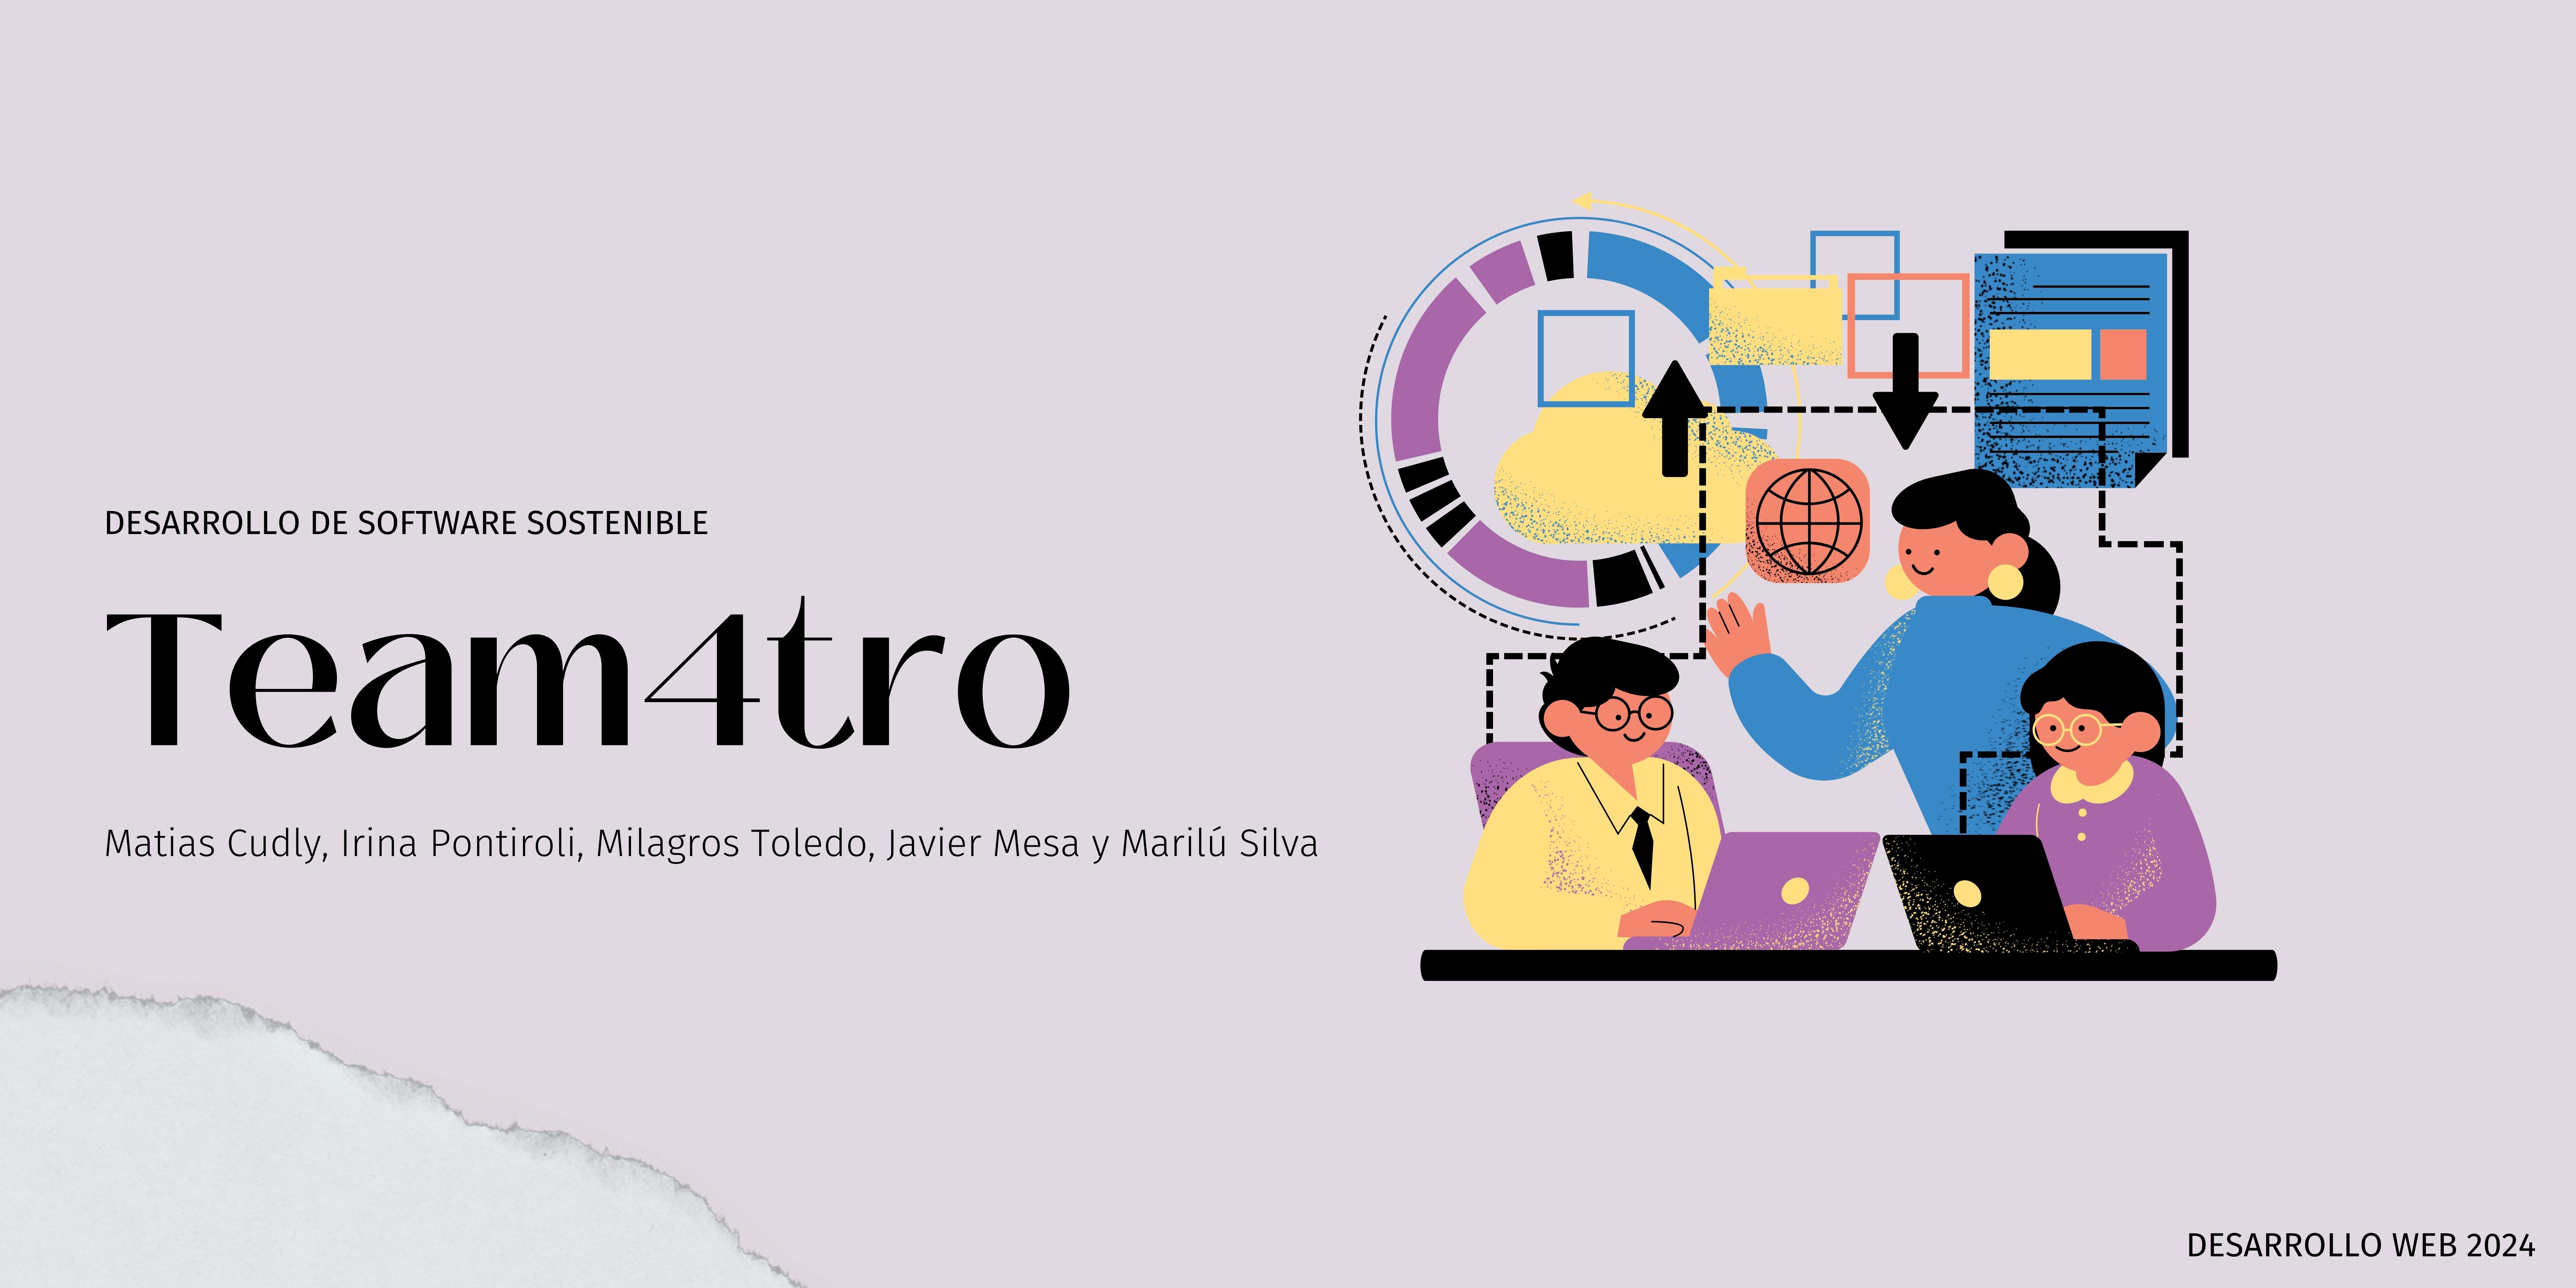 DESARROLLO DE SOFTWARE SOSTENIBLE
Team4tro
Matias Cudly, Irina Pontiroli, Milagros Toledo, Javier Mesa y Marilú Silva
DESARROLLO WEB 2024